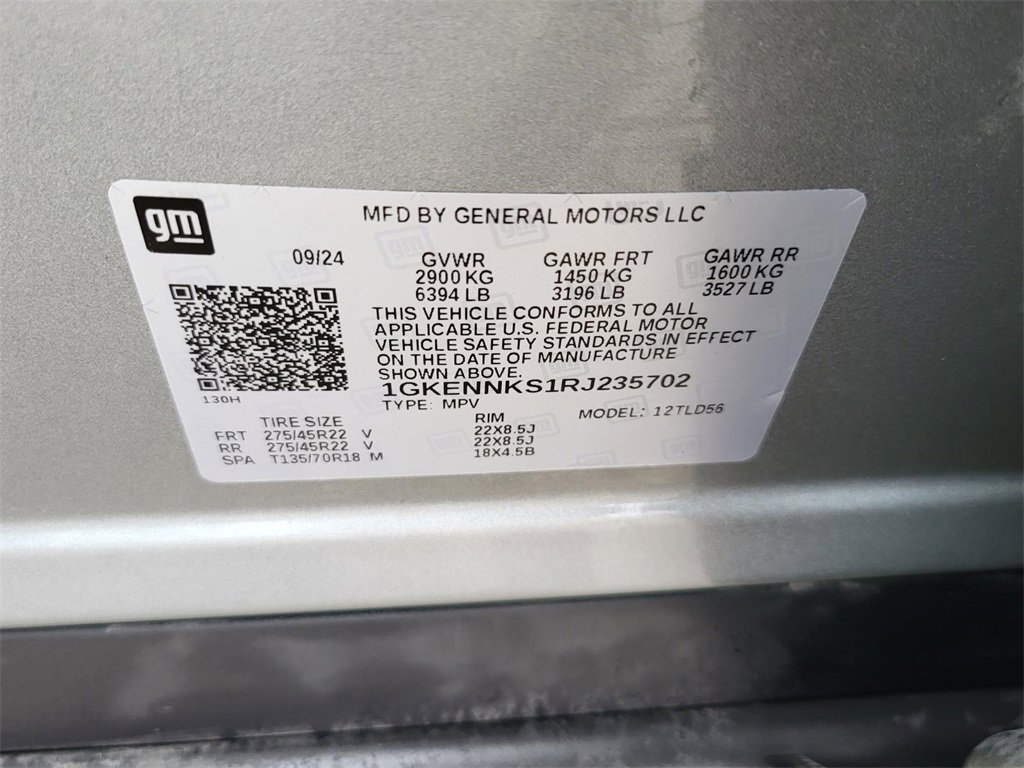 gm
MFD BY GENERAL MOTORS LLC
09/24 GVWR GAWR FRT GAWR RR
2900 KG 1450 KG 1600 KG
6394 LB 3196 LB 3527 LB
THIS VEHICLE CONFORMS TO ALL
APPLICABLE U.S. FEDERAL MOTOR
VEHICLE SAFETY STANDARDS IN EFFECT
ON THE DATE OF MANUFACTURE
SHOWN ABOVE.
1GKENNKS1RJ235702
130H
TYPE: MPV MODEL: 12TLD56
TIRE SIZE RIM
FRT 275/45R22 V 22X8.5J
RR 275/45R22 V 22X8.5J
SPA T135/70R18 M 18X4.5B